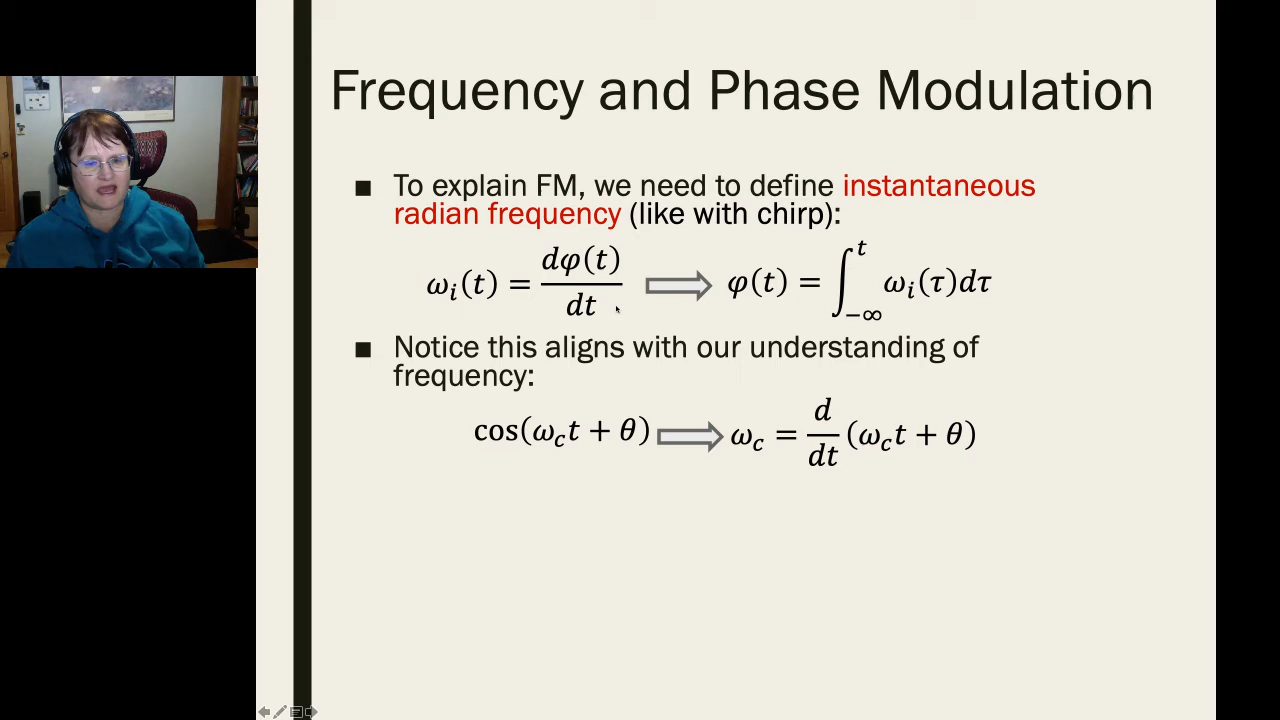 Frequency and Phase Modulation
■ To explain FM, we need to define instantaneous
radian frequency (like with chirp):
ω_i(t) = dφ(t)/dt ⟹ φ(t) = ∫_{−∞}^{t} ω_i(τ)dτ
■ Notice this aligns with our understanding of
frequency:
cos(ω_c t + θ) ⟹ ω_c = d/dt (ω_c t + θ)